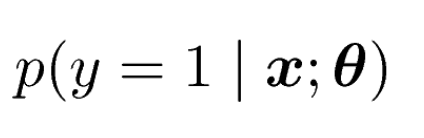 p(y = 1 | 𝒙; 𝜽)